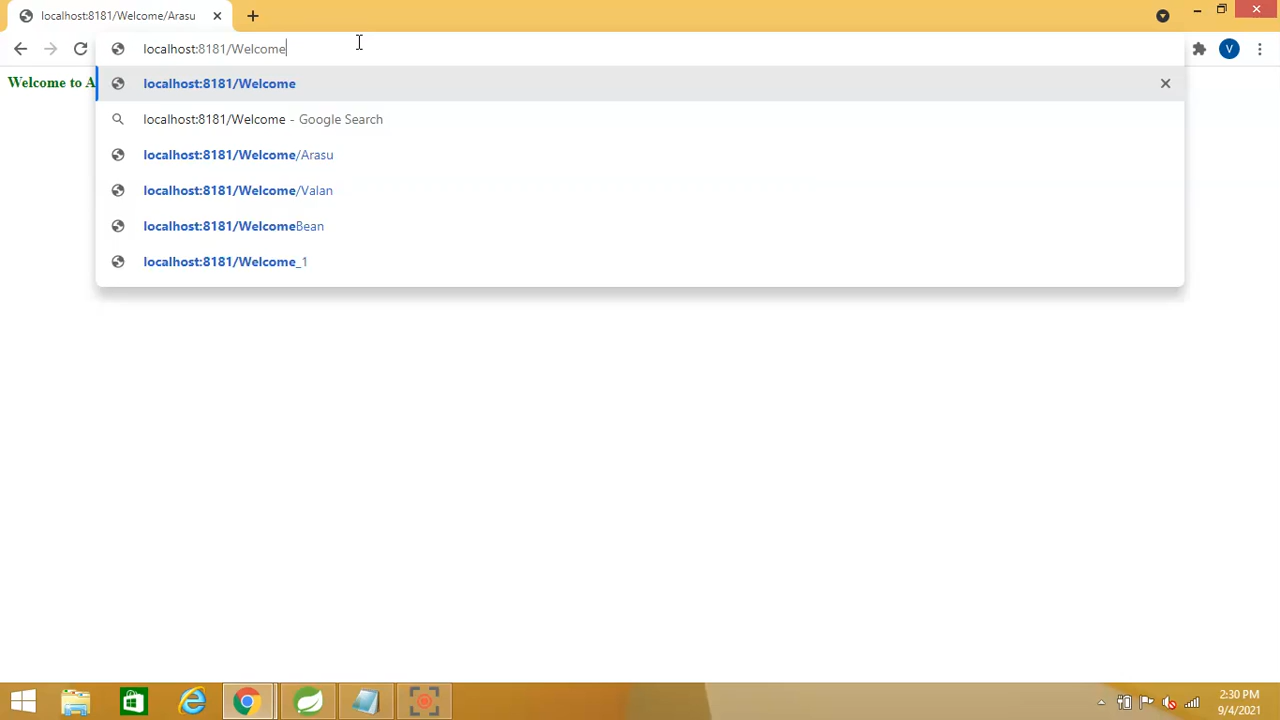 localhost:8181/Welcome/Arasu
localhost:8181/Welcome
V
Welcome to A
localhost:8181/Welcome
localhost:8181/Welcome - Google Search
localhost:8181/Welcome/Arasu
localhost:8181/Welcome/Valan
localhost:8181/WelcomeBean
localhost:8181/Welcome_1
2:30 PM
9/4/2021